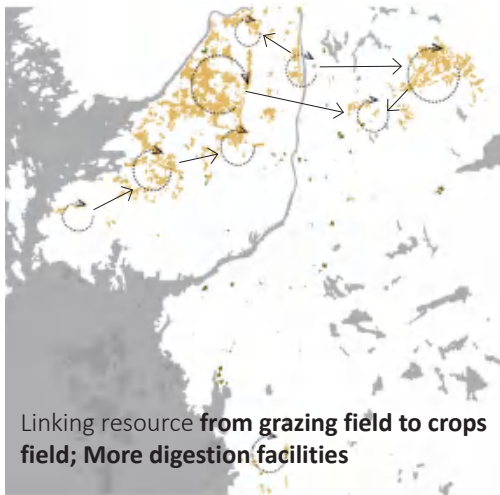 Linking resource from grazing field to crops
field; More digestion facilities